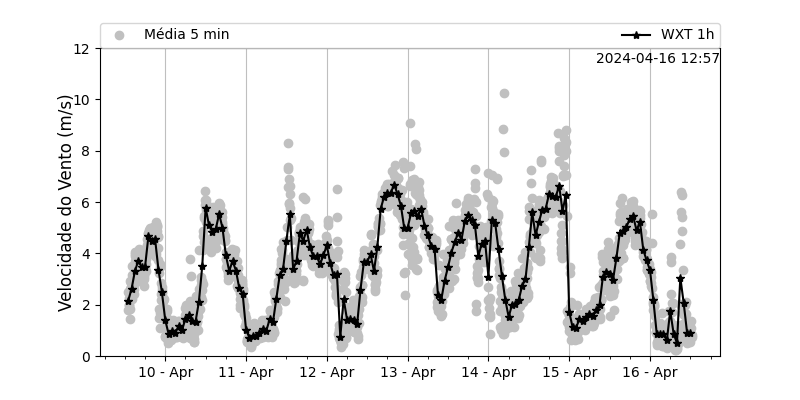 Média 5 min
WXT 1h
2024-04-16 12:57
Velocidade do Vento (m/s)
12
10
8
6
4
2
0
10 - Apr
11 - Apr
12 - Apr
13 - Apr
14 - Apr
15 - Apr
16 - Apr